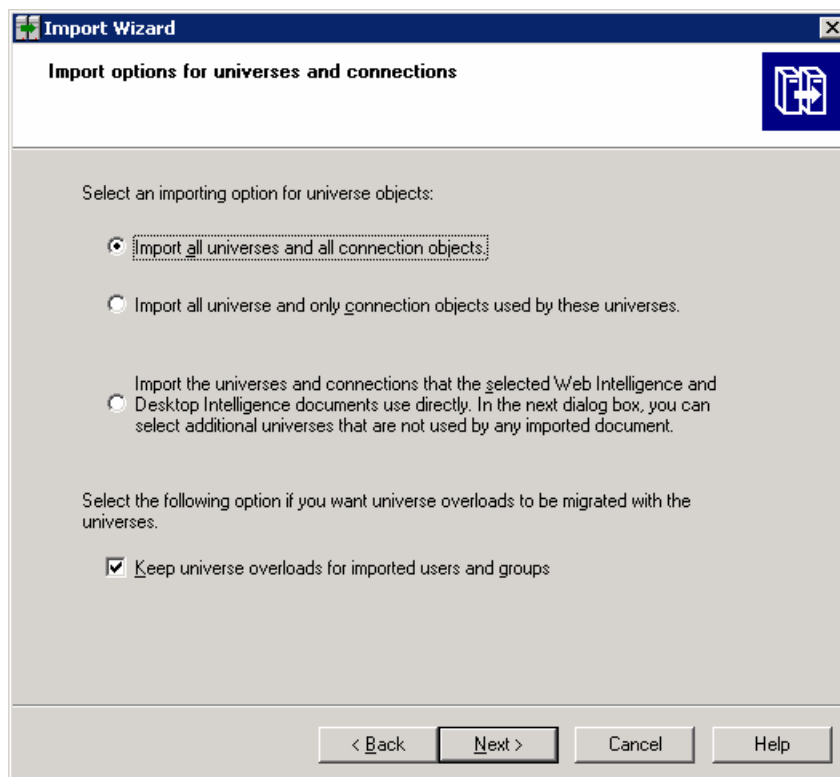 Import Wizard
Import options for universes and connections
Select an importing option for universe objects:
Import all universes and all connection objects.
Import all universe and only connection objects used by these universes.
Import the universes and connections that the selected Web Intelligence and
Desktop Intelligence documents use directly. In the next dialog box, you can
select additional universes that are not used by any imported document.
Select the following option if you want universe overloads to be migrated with the
universes.
Keep universe overloads for imported users and groups
< Back Next > Cancel Help